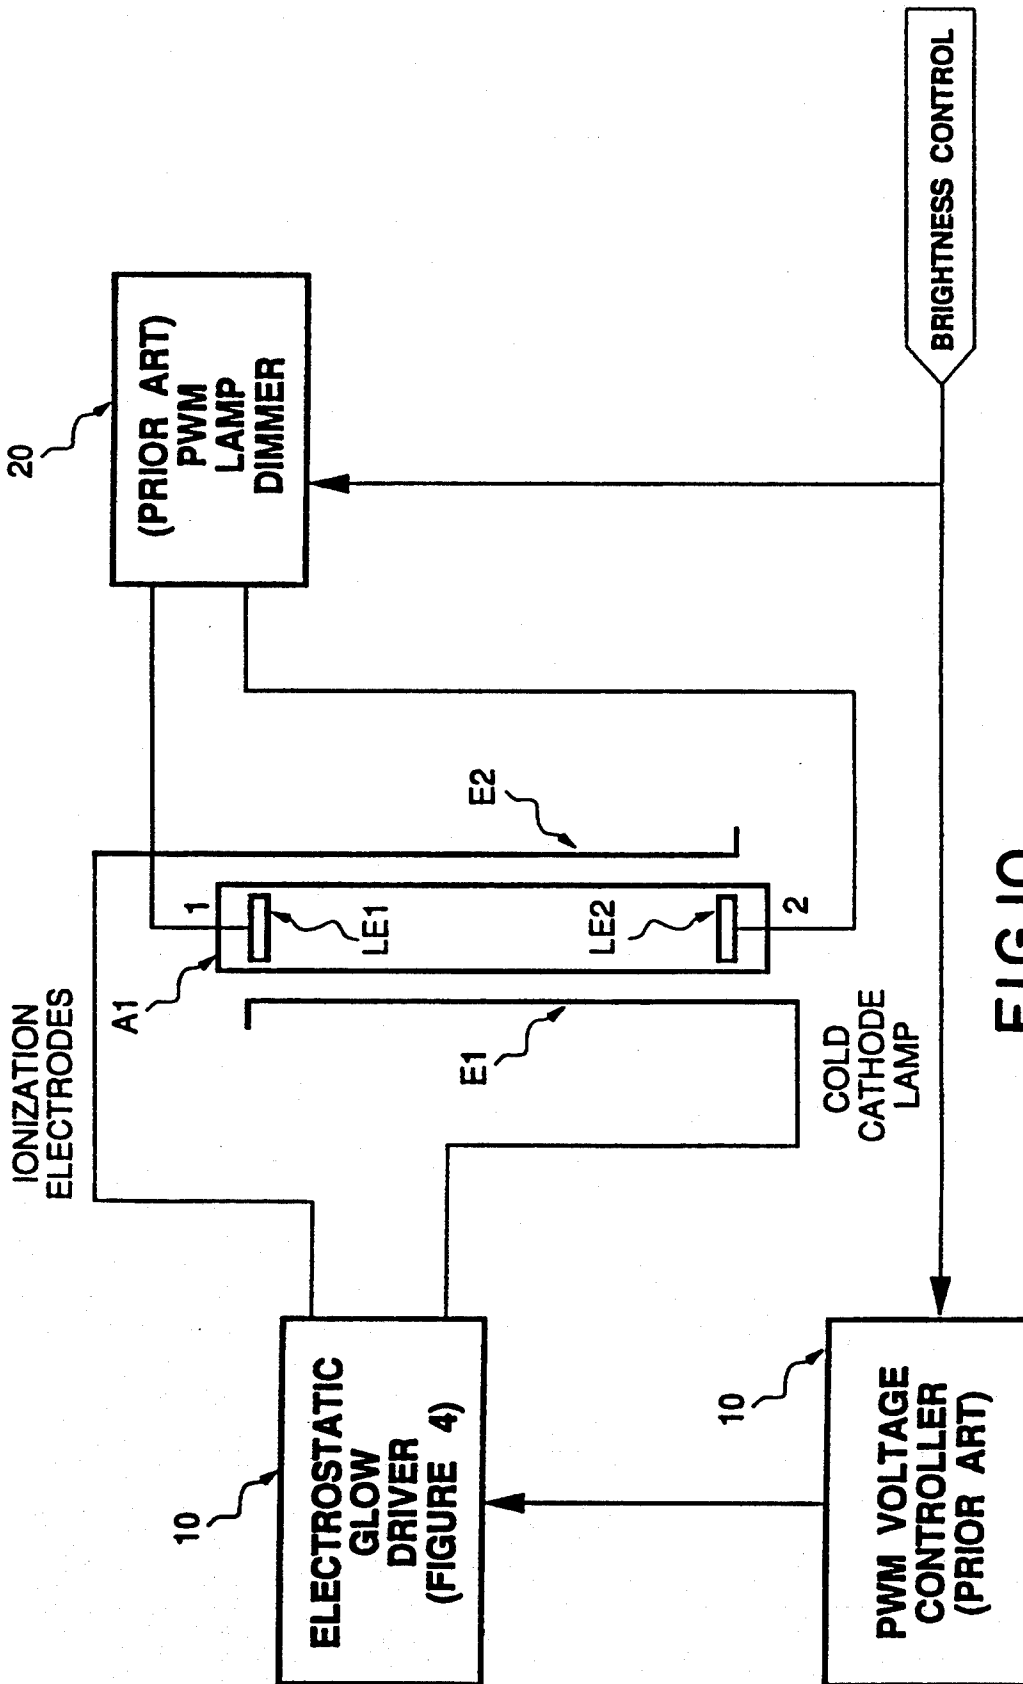 IONIZATION
ELECTRODES
20
(PRIOR ART)
PWM
LAMP
DIMMER
10
ELECTROSTATIC
GLOW
DRIVER
(FIGURE 4)
A1
1
LE1
LE2
2
E1
E2
COLD
CATHODE
LAMP
10
PWM VOLTAGE
CONTROLLER
(PRIOR ART)
BRIGHTNESS CONTROL